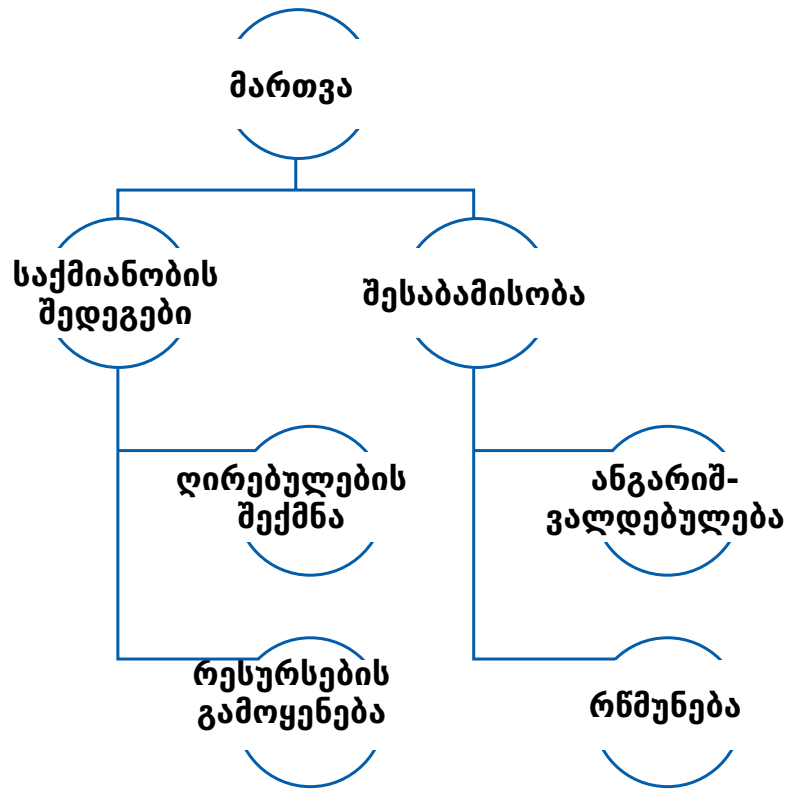 მართვა
საქმიანობის
შედეგები
შესაბამისობა
ღირებულების
შექმნა
ანგარიშ-
ვალდებულება
რესურსების
გამოყენება
რწმუნება